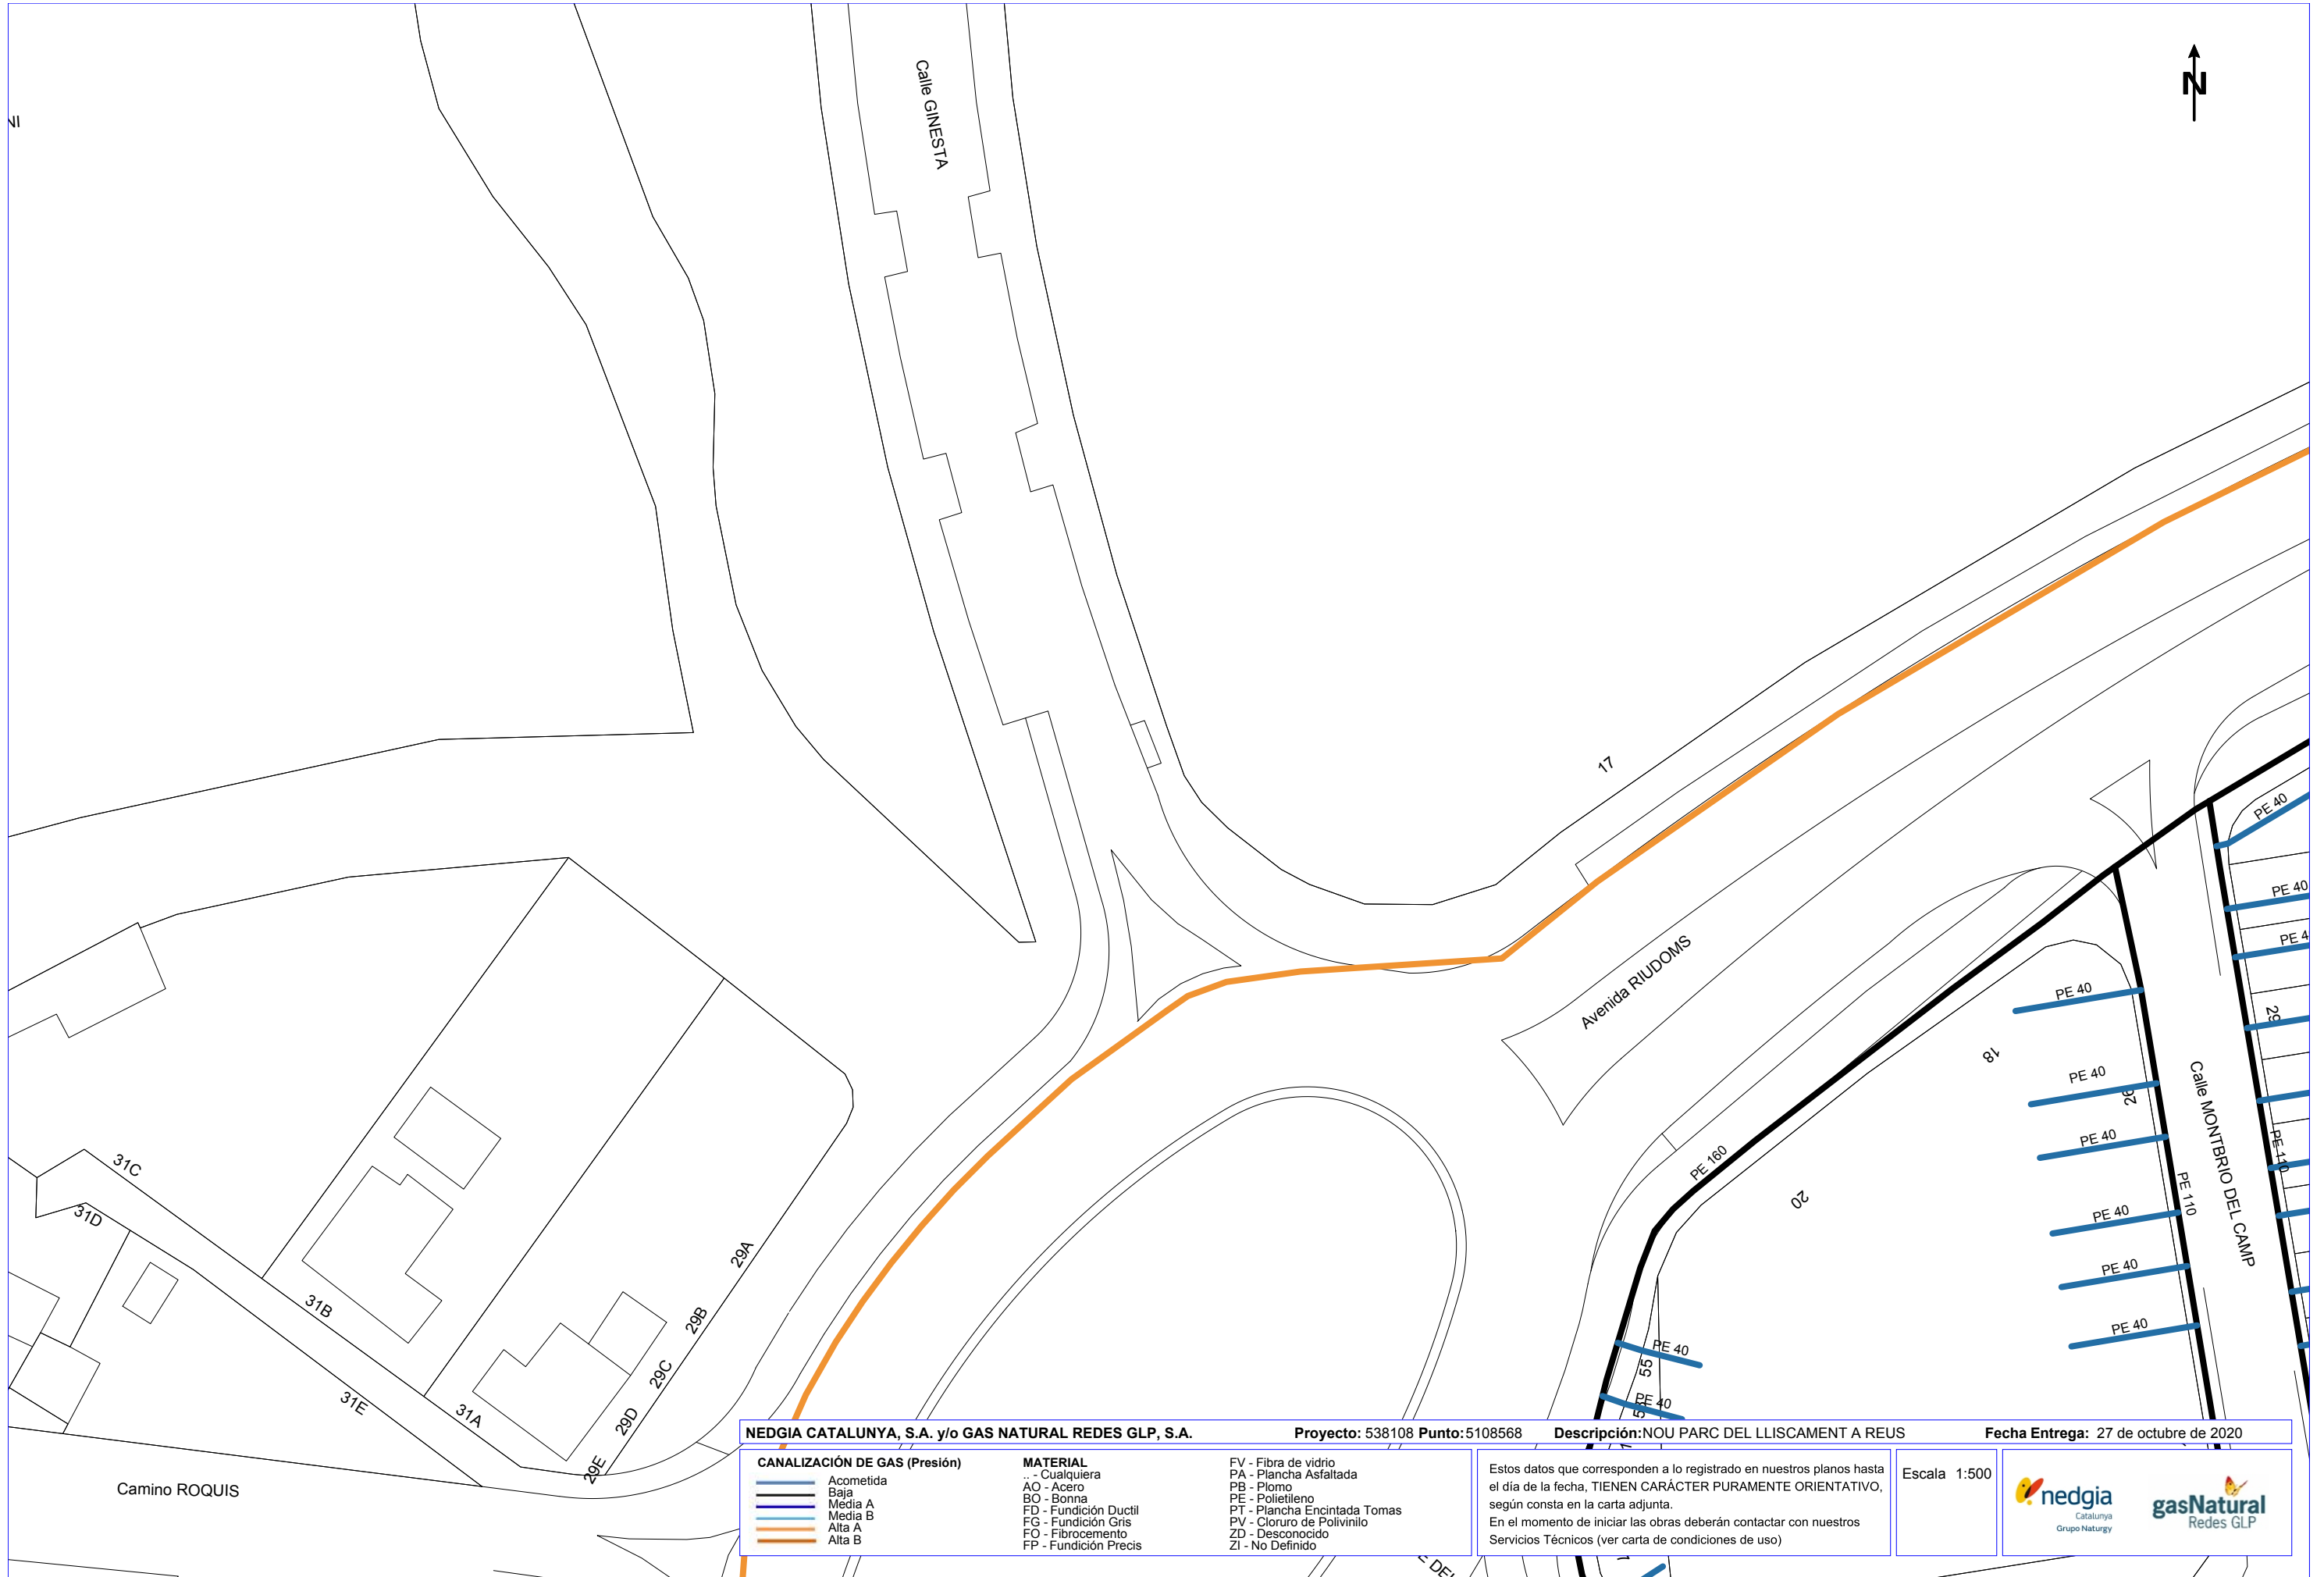 NI
Calle GINESTA
N
17
PE 40
PE 40
Avenida RIUDOMS
PE 40
29
18
PE 40
26
Calle MONTBRIO DEL CAMP
PE 40
PE 110
PE 160
PE 110
20
PE 40
PE 40
PE 40
PE 40
55
PE 40
31C
31D
31B
31E
31A
29A
29B
29C
29D
29E
Camino ROQUIS
NEDGIA CATALUNYA, S.A. y/o GAS NATURAL REDES GLP, S.A. Proyecto: 538108 Punto:5108568 Descripción:NOU PARC DEL LLISCAMENT A REUS Fecha Entrega: 27 de octubre de 2020
CANALIZACIÓN DE GAS (Presión)
Acometida
Baja
Media A
Media B
Alta A
Alta B
MATERIAL
.. - Cualquiera
AO - Acero
BO - Bonna
FD - Fundición Ductil
FG - Fundición Gris
FO - Fibrocemento
FP - Fundición Precis
FV - Fibra de vidrio
PA - Plancha Asfaltada
PB - Plomo
PE - Polietileno
PT - Plancha Encintada Tomas
PV - Cloruro de Polivinilo
ZD - Desconocido
ZI - No Definido
Estos datos que corresponden a lo registrado en nuestros planos hasta
el día de la fecha, TIENEN CARÁCTER PURAMENTE ORIENTATIVO,
según consta en la carta adjunta.
En el momento de iniciar las obras deberán contactar con nuestros
Servicios Técnicos (ver carta de condiciones de uso)
Escala 1:500
nedgia
Catalunya
Grupo Naturgy
gasNatural
Redes GLP